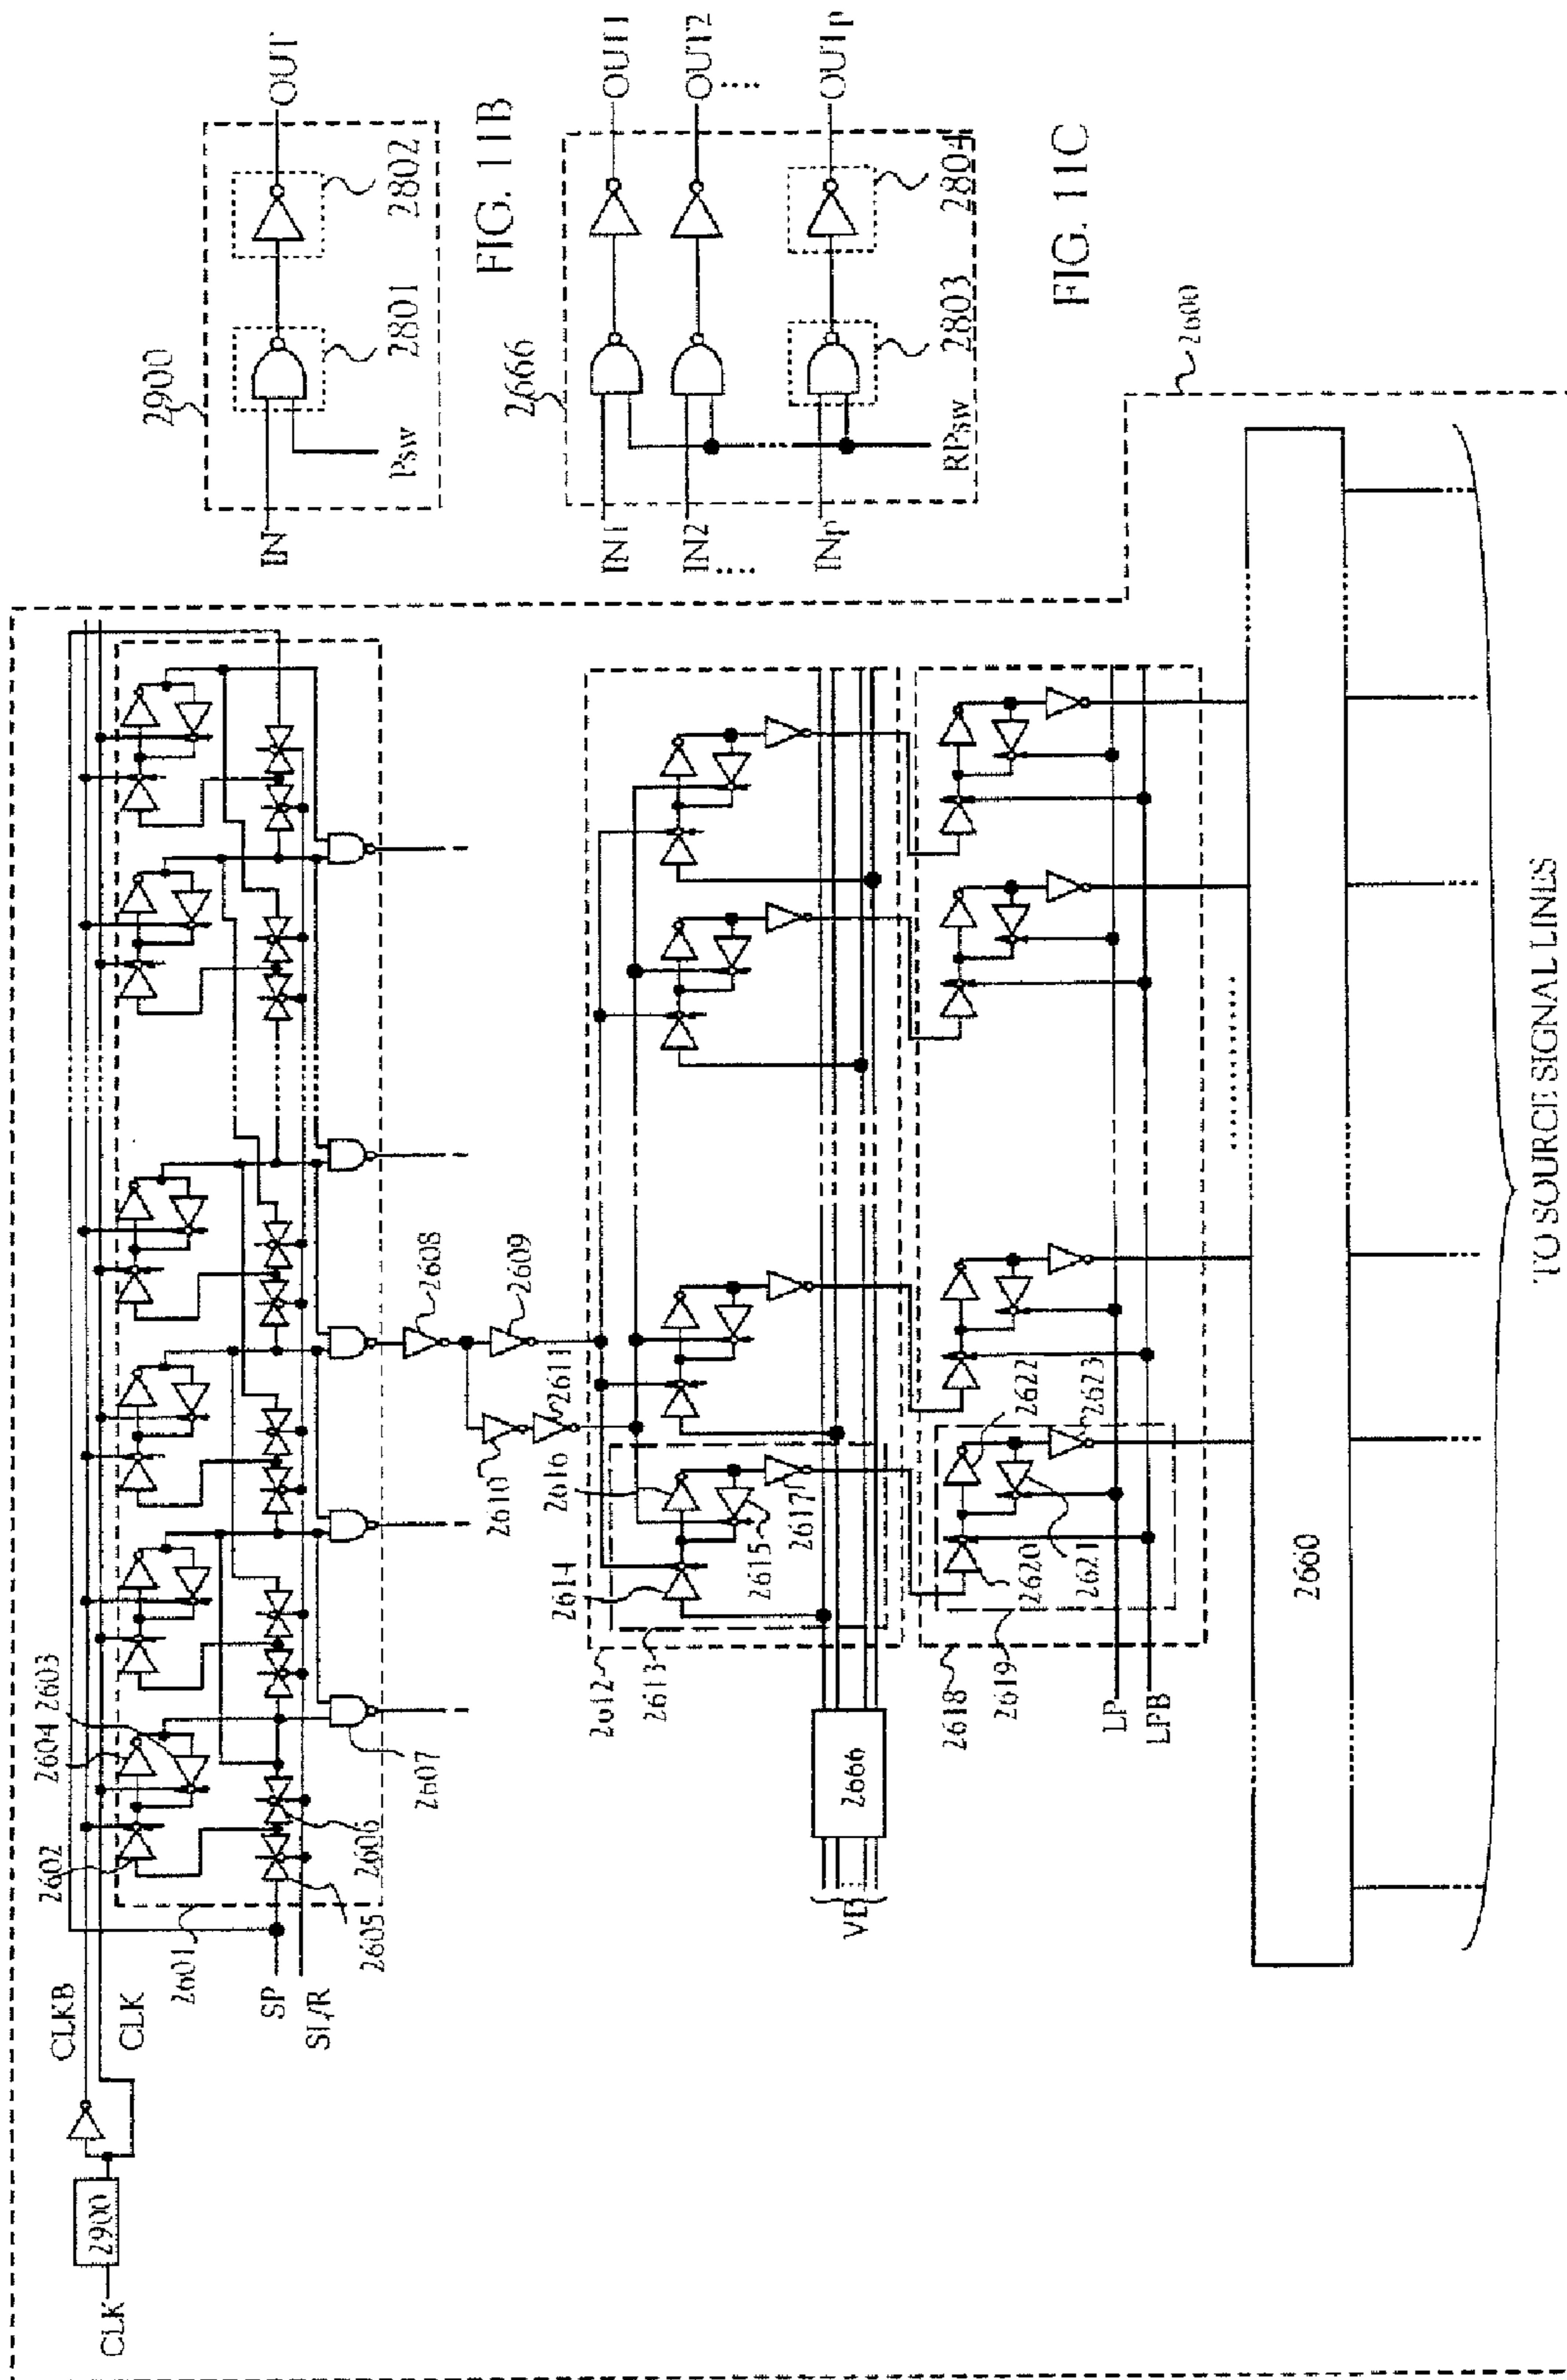 2900
IN
Psw
2801
2802
OUT
FIG. 11B
2666
IN1
IN2
....
INp
RPsw
2803
2804
OUT1
OUT2
....
OUTp
FIG. 11C
2600
CLK
2900
CLKB
CLK
2601
SP
SL/R
2602
2604
2603
2605
2606
2607
2608
2609
2610
2611
2612
2613
2614
2616
2615
2617
VD
2666
2618
2619
2620
2621
2622
2623
LP
LPB
2660
TO SOURCE SIGNAL LINES